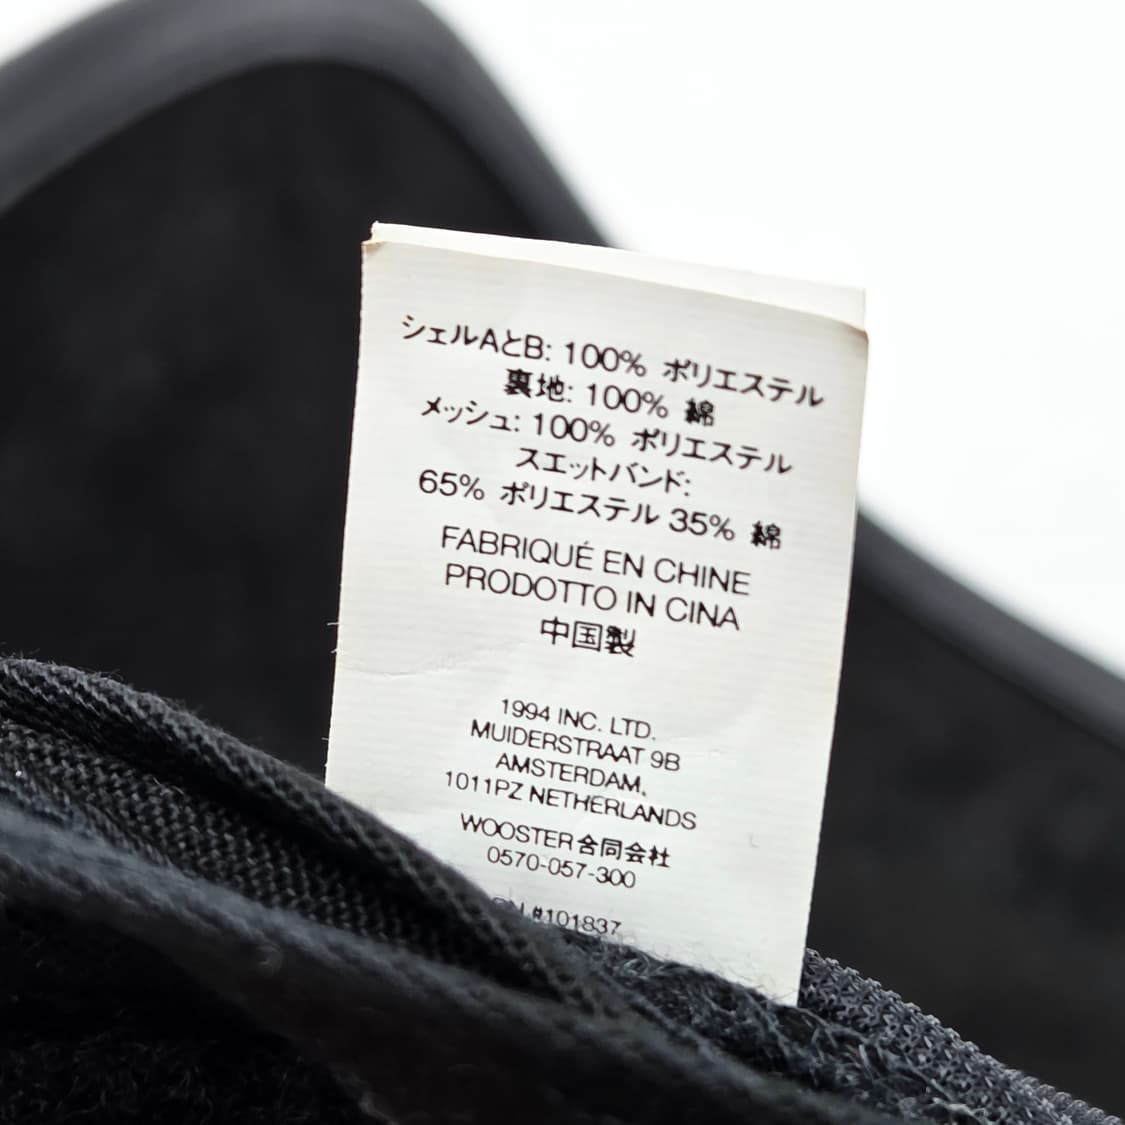 シェルAとB: 100% ポリエステル
裏地: 100% 綿
メッシュ: 100% ポリエステル
スエットバンド:
65% ポリエステル 35% 綿
FABRIQUÉ EN CHINE
PRODOTTO IN CINA
中国製
1994 INC. LTD.
MUIDERSTRAAT 9B
AMSTERDAM,
1011PZ NETHERLANDS
WOOSTER合同会社
0570-057-300
#101837